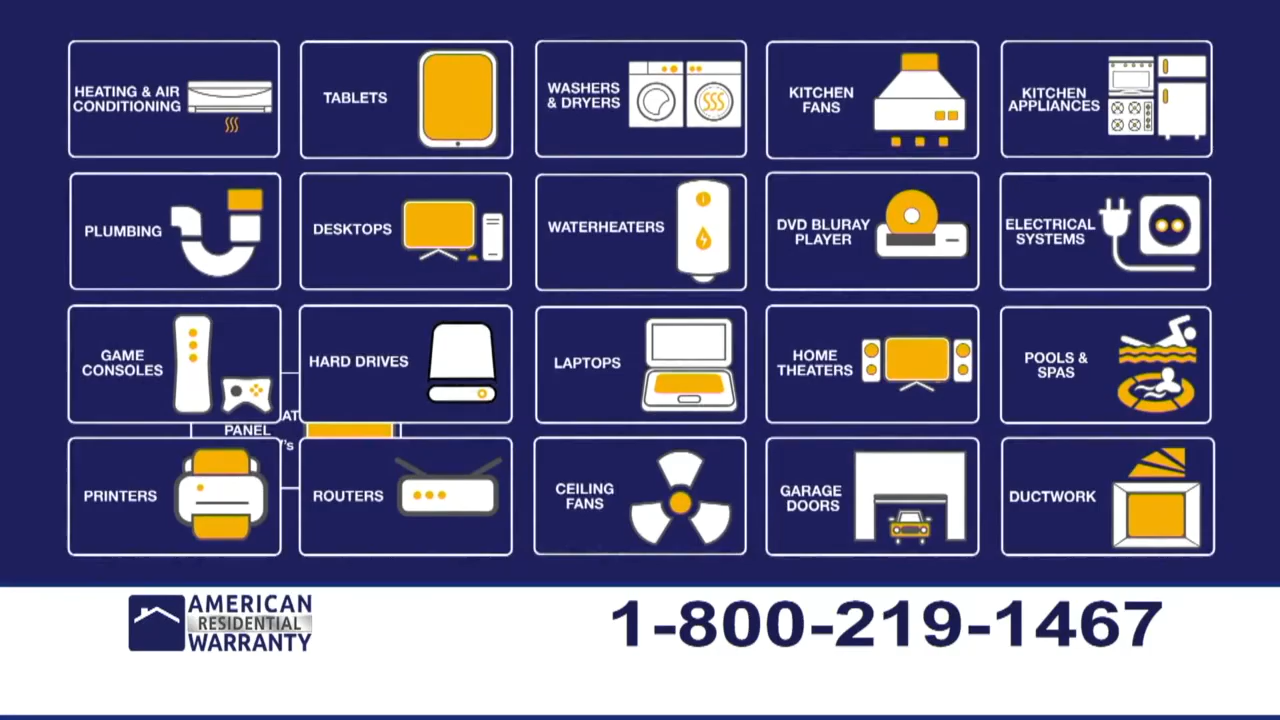 HEATING & AIR
CONDITIONING
TABLETS
WASHERS
& DRYERS
KITCHEN
FANS
KITCHEN
APPLIANCES
PLUMBING
DESKTOPS
WATERHEATERS
DVD BLURAY
PLAYER
ELECTRICAL
SYSTEMS
GAME
CONSOLES
HARD DRIVES
LAPTOPS
HOME
THEATERS
POOLS &
SPAS
AT
PANEL
's
PRINTERS
ROUTERS
CEILING
FANS
GARAGE
DOORS
DUCTWORK
AMERICAN
RESIDENTIAL
WARRANTY
1-800-219-1467